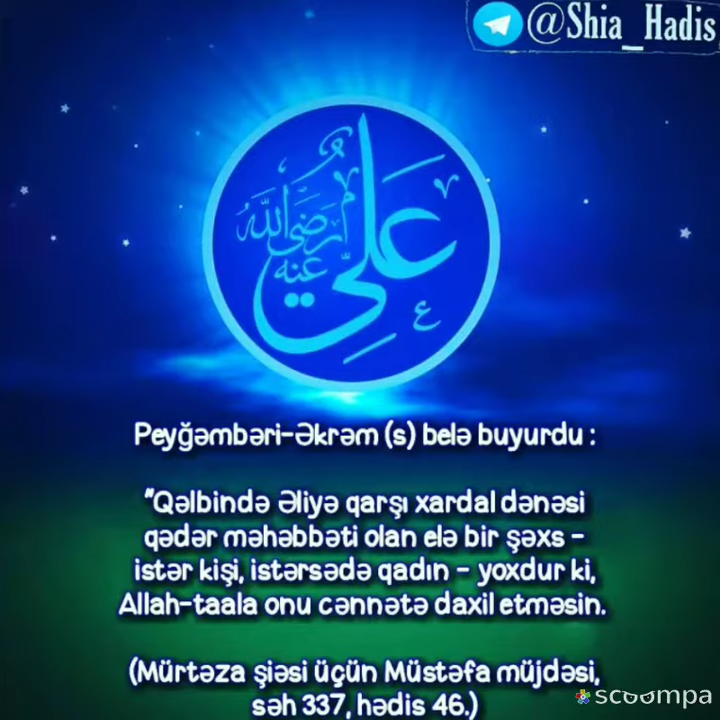 @Shia_Hadis
علي
رضي الله
عنه
Peyğəmbəri-Əkrəm (s) belə buyurdu :
"Qəlbində Əliyə qarşı xardal dənəsi
qədər məhəbbəti olan elə bir şəxs -
istər kişi, istərsədə qadın - yoxdur ki,
Allah-taala onu cənnətə daxil etməsin.
(Mürtəza şiəsi üçün Müstəfa müjdəsi,
səh 337, hədis 46.)
scoompa